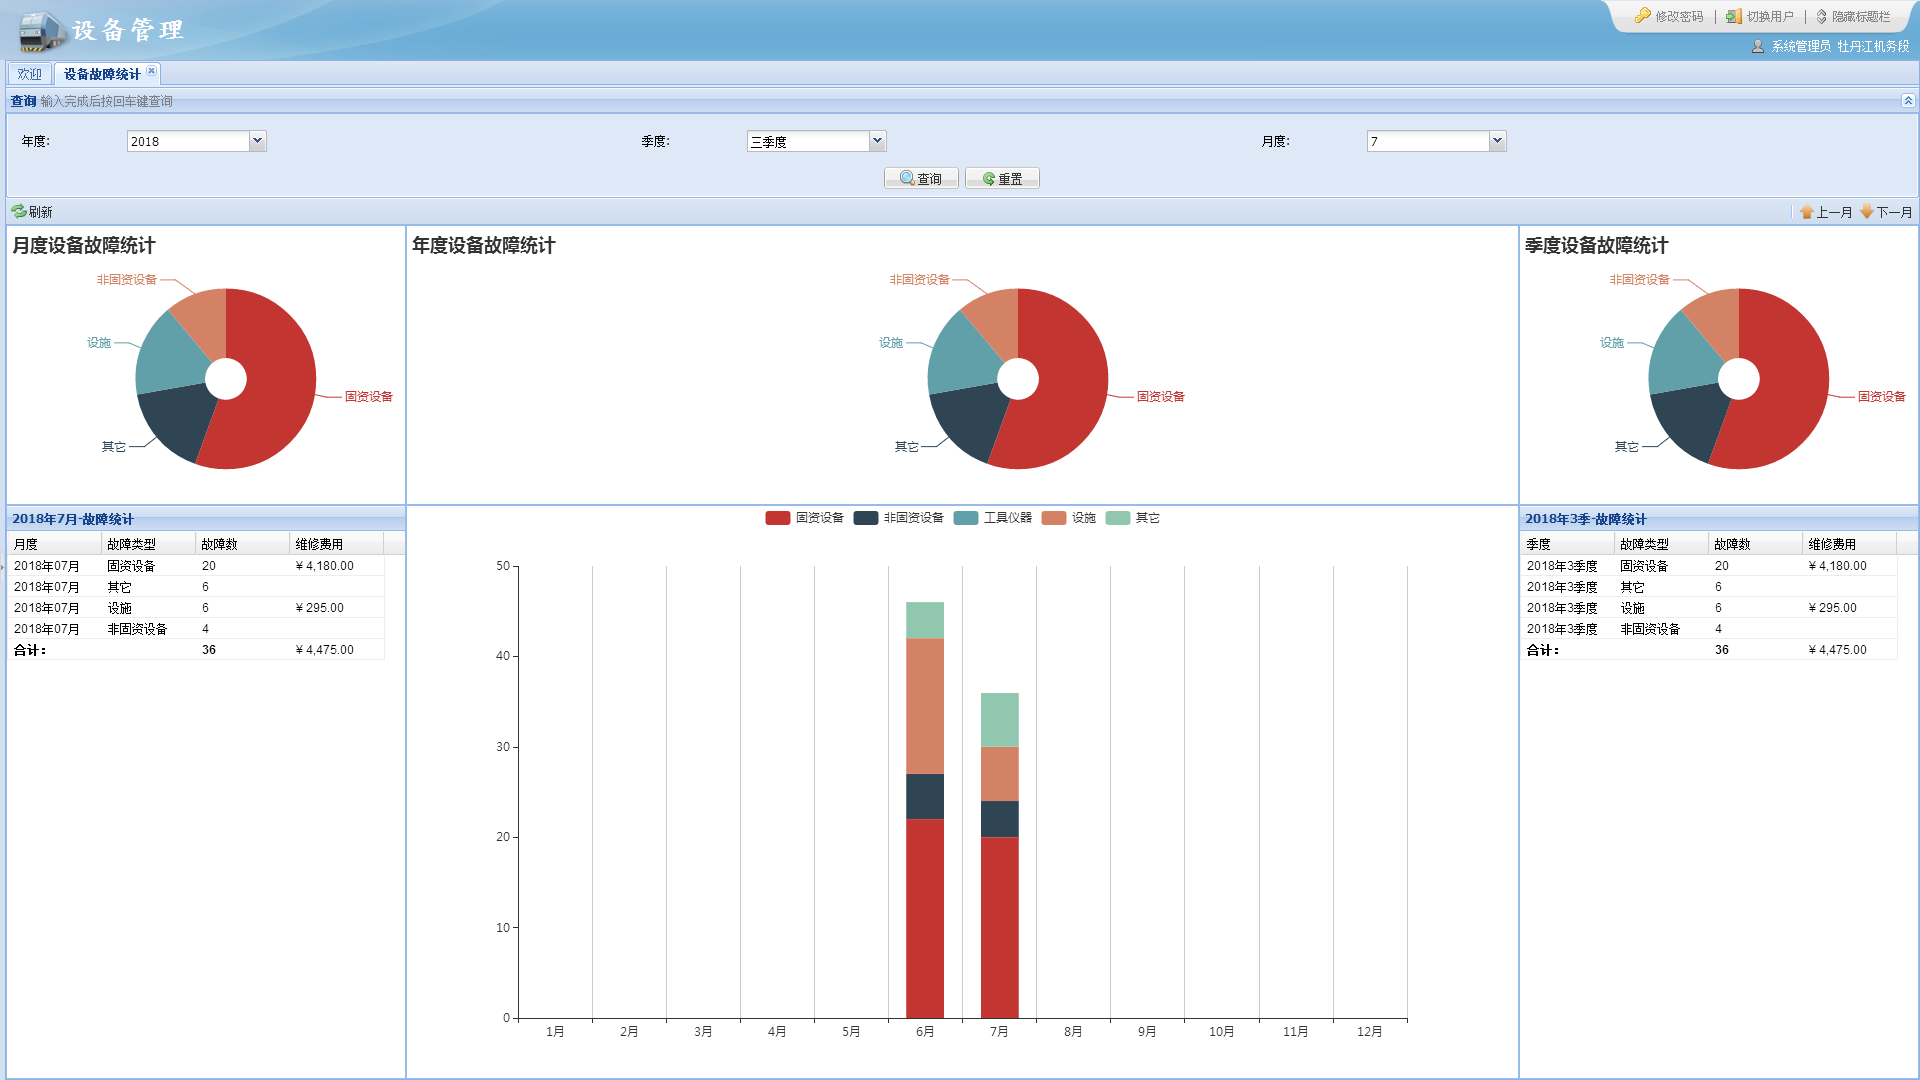 设备管理
修改密码 切换用户 隐藏标题栏
系统管理员 牡丹江机务段
欢迎 设备故障统计
查询 输入完成后按回车键查询
年度: 2018 季度: 三季度 月度: 7
查询 重置
刷新 上一月 下一月
月度设备故障统计
非固资设备
设施
固资设备
其它
年度设备故障统计
非固资设备
设施
固资设备
其它
季度设备故障统计
非固资设备
设施
固资设备
其它
2018年7月-故障统计
月度 故障类型 故障数 维修费用
2018年07月 固资设备 20 ¥ 4,180.00
2018年07月 其它 6
2018年07月 设施 6 ¥ 295.00
2018年07月 非固资设备 4
合计: 36 ¥ 4,475.00
固资设备 非固资设备 工具仪器 设施 其它
50
40
30
20
10
0
1月 2月 3月 4月 5月 6月 7月 8月 9月 10月 11月 12月
2018年3季-故障统计
季度 故障类型 故障数 维修费用
2018年3季度 固资设备 20 ¥ 4,180.00
2018年3季度 其它 6
2018年3季度 设施 6 ¥ 295.00
2018年3季度 非固资设备 4
合计: 36 ¥ 4,475.00